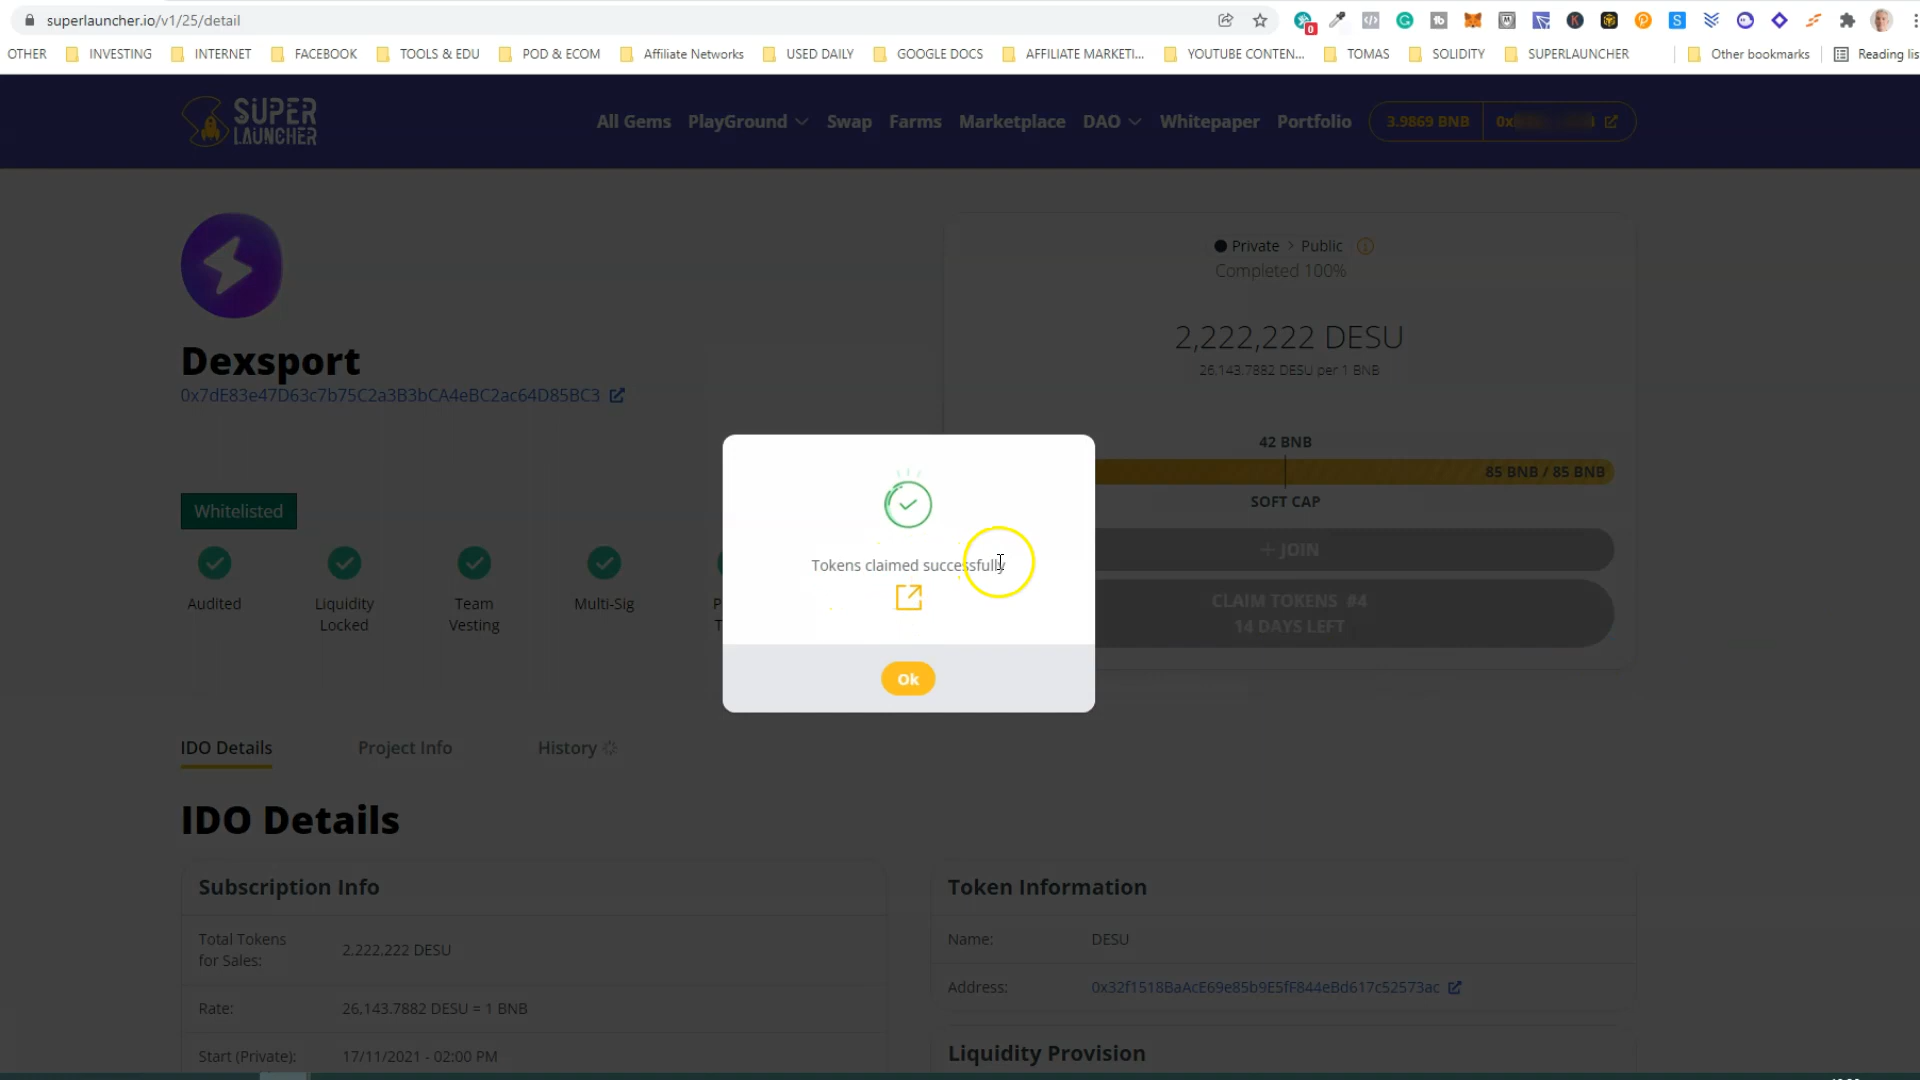 superlauncher.io/v1/25/detail
0
OTHER INVESTING INTERNET FACEBOOK TOOLS & EDU POD & ECOM Affiliate Networks USED DAILY GOOGLE DOCS AFFILIATE MARKETI... YOUTUBE CONTEN... TOMAS SOLIDITY SUPERLAUNCHER Other bookmarks Reading lis
SUPER
LAUNCHER
All Gems PlayGround Swap Farms Marketplace DAO Whitepaper Portfolio 3.9869 BNB
Private > Public
Completed 100%
2,222,222 DESU
26,143.7882 DESU per 1 BNB
Dexsport
0x7dE83e47D63c7b75C2a3B3bCA4eBC2ac64D85BC3
42 BNB
85 BNB / 85 BNB
SOFT CAP
Whitelisted
+ JOIN
Tokens claimed successfully
Audited
Liquidity
Locked
Team
Vesting
Multi-Sig
CLAIM TOKENS #4
14 DAYS LEFT
Ok
IDO Details Project Info History
IDO Details
Subscription Info
Total Tokens
for Sales:
2,222,222 DESU
Rate: 26,143.7882 DESU = 1 BNB
Start (Private): 17/11/2021 - 02:00 PM
Token Information
Name: DESU
Address: 0x32f1518BaAcE69e85b9E5fF844eBd617c52573ac
Liquidity Provision